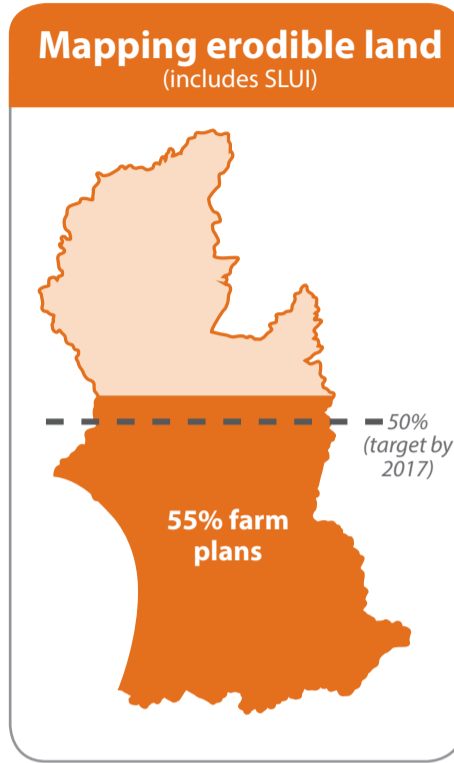 Mapping erodible land
(includes SLUI)
50%
(target by
2017)
55% farm
plans